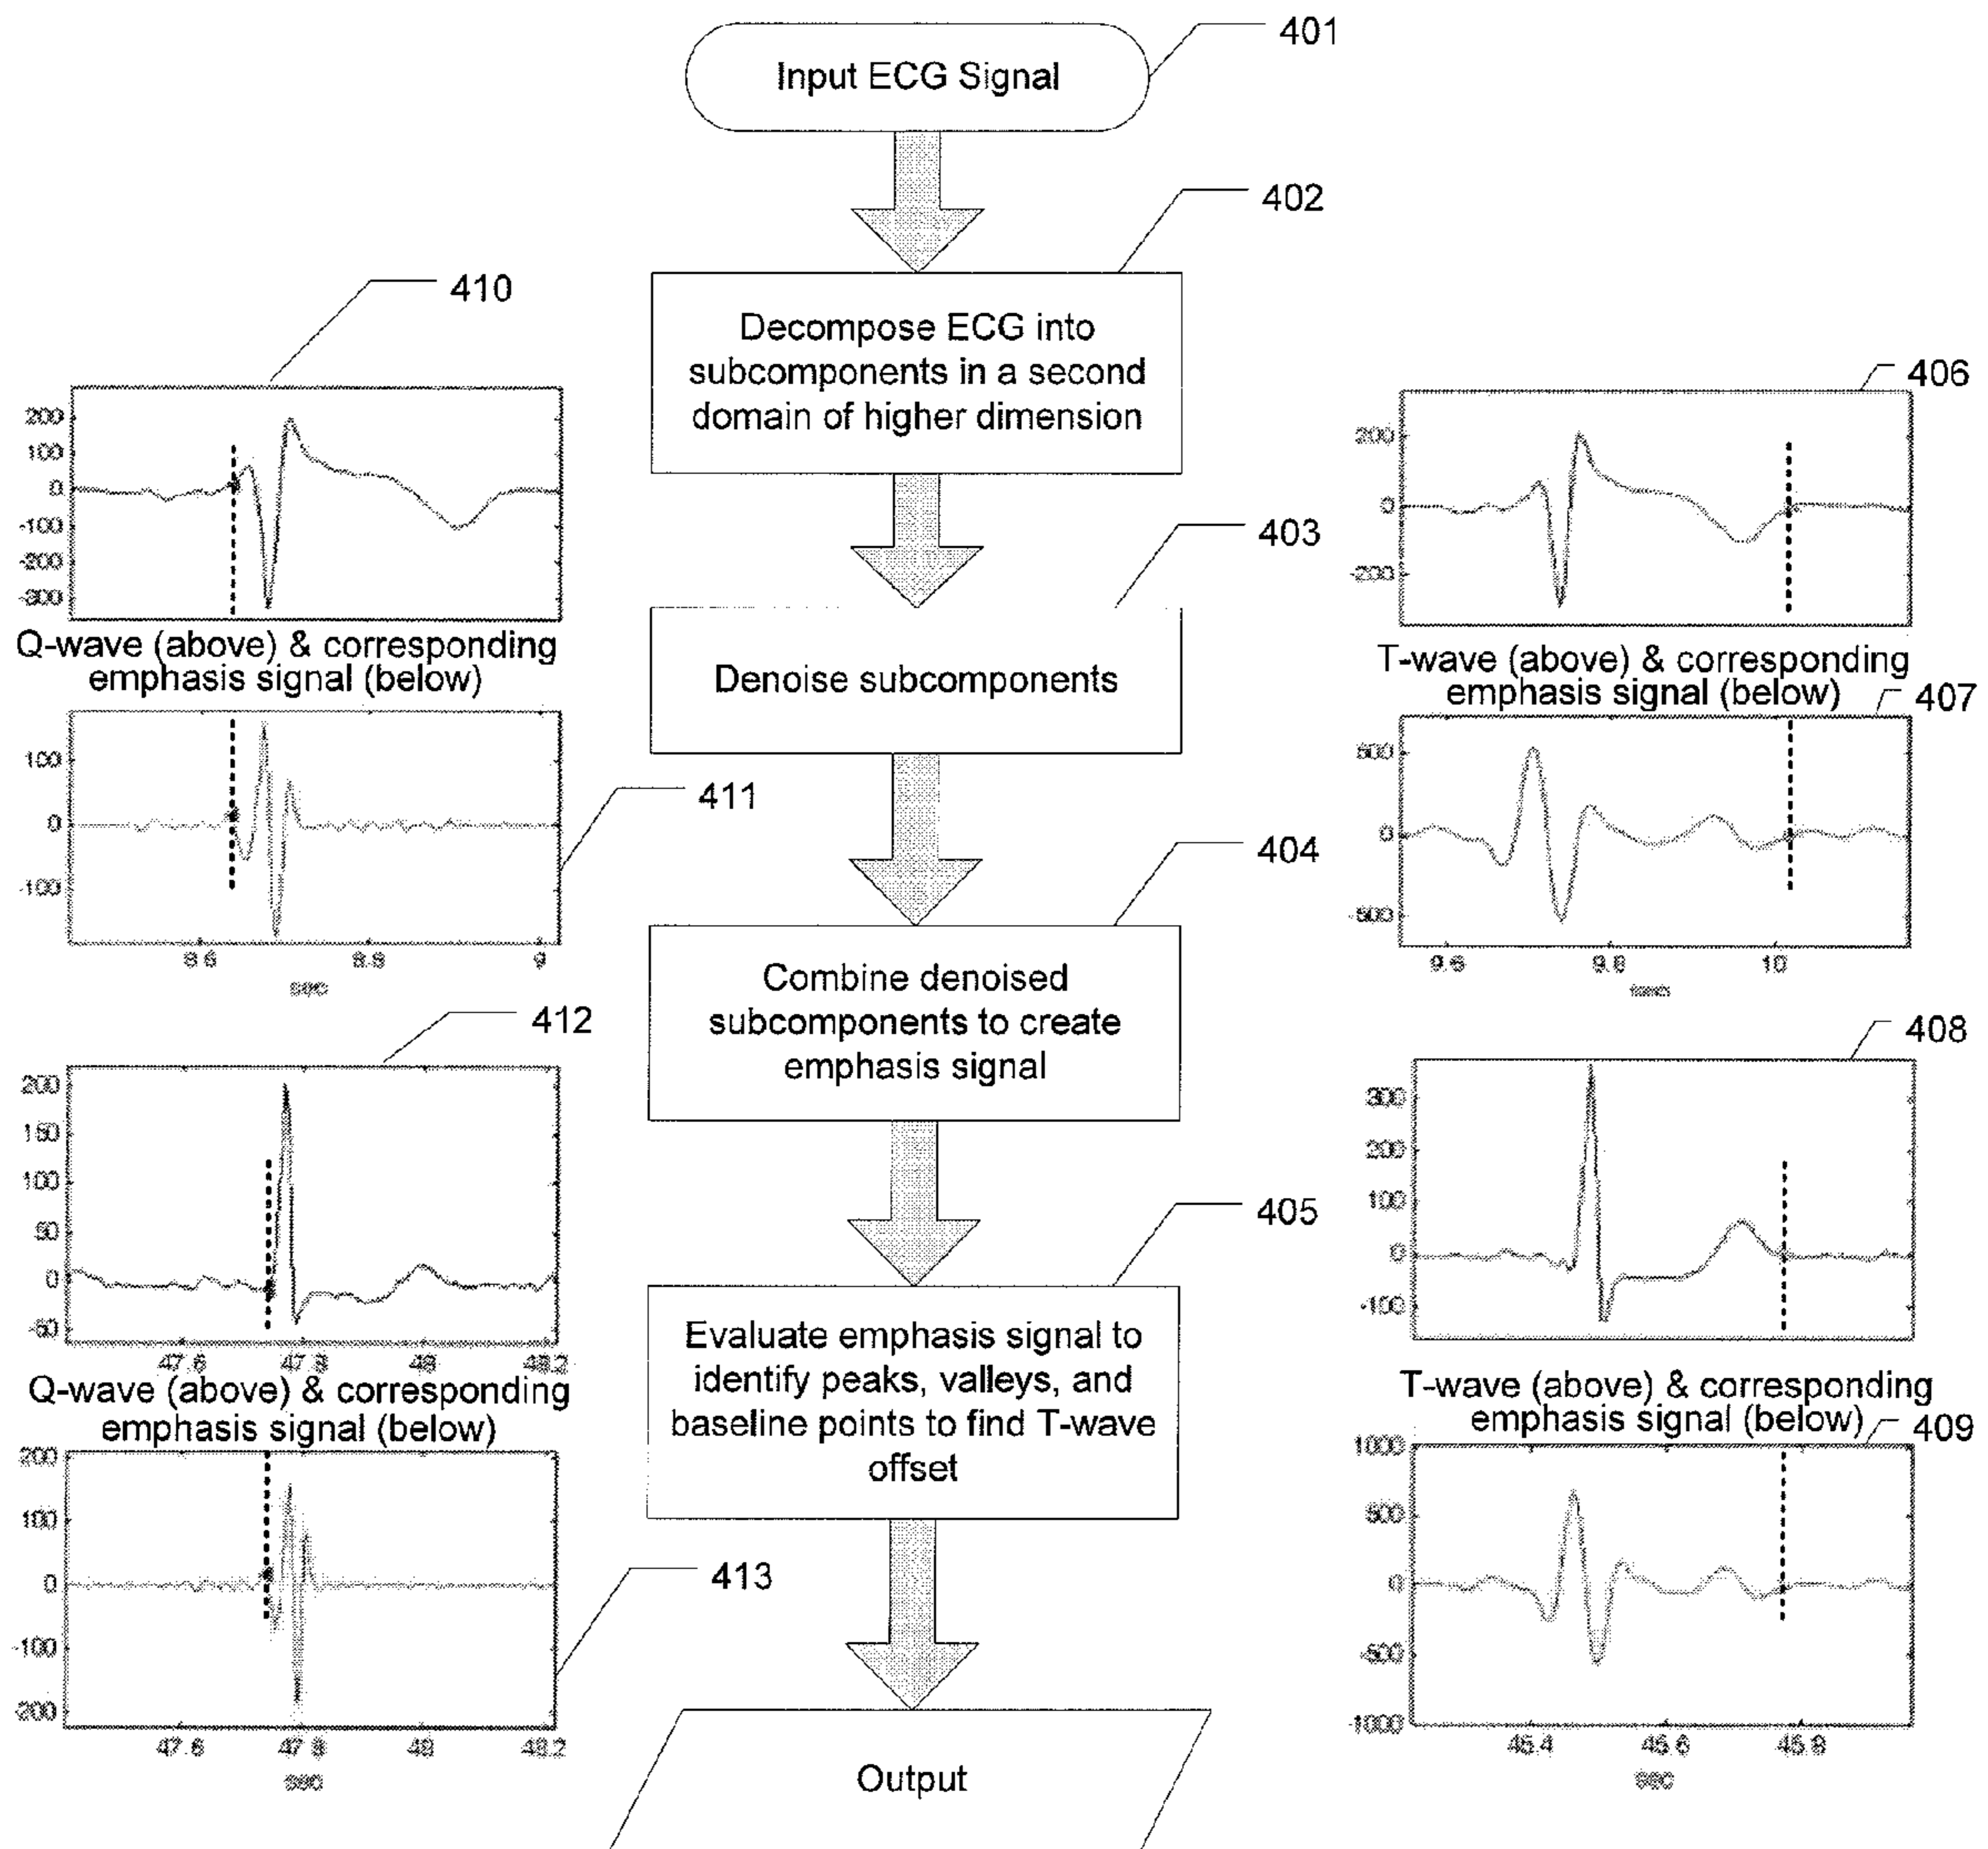 401
Input ECG Signal
402
Decompose ECG into
subcomponents in a second
domain of higher dimension
403
Denoise subcomponents
404
Combine denoised
subcomponents to create
emphasis signal
405
Evaluate emphasis signal to
identify peaks, valleys, and
baseline points to find T-wave
offset
Output
410
200
100
0
-100
-200
-300
Q-wave (above) & corresponding
emphasis signal (below)
411
100
0
-100
9
sec
412
200
150
100
50
0
-50
47.6
47.8
48
48.2
Q-wave (above) & corresponding
emphasis signal (below)
413
200
100
0
-100
-200
47.6
47.8
48
48.2
sec
406
200
0
-200
T-wave (above) & corresponding
emphasis signal (below)
407
500
0
-500
9.6
9.8
10
408
300
200
100
0
-100
T-wave (above) & corresponding
emphasis signal (below)
409
1000
500
0
-500
-1000
45.4
45.6
45.8
sec